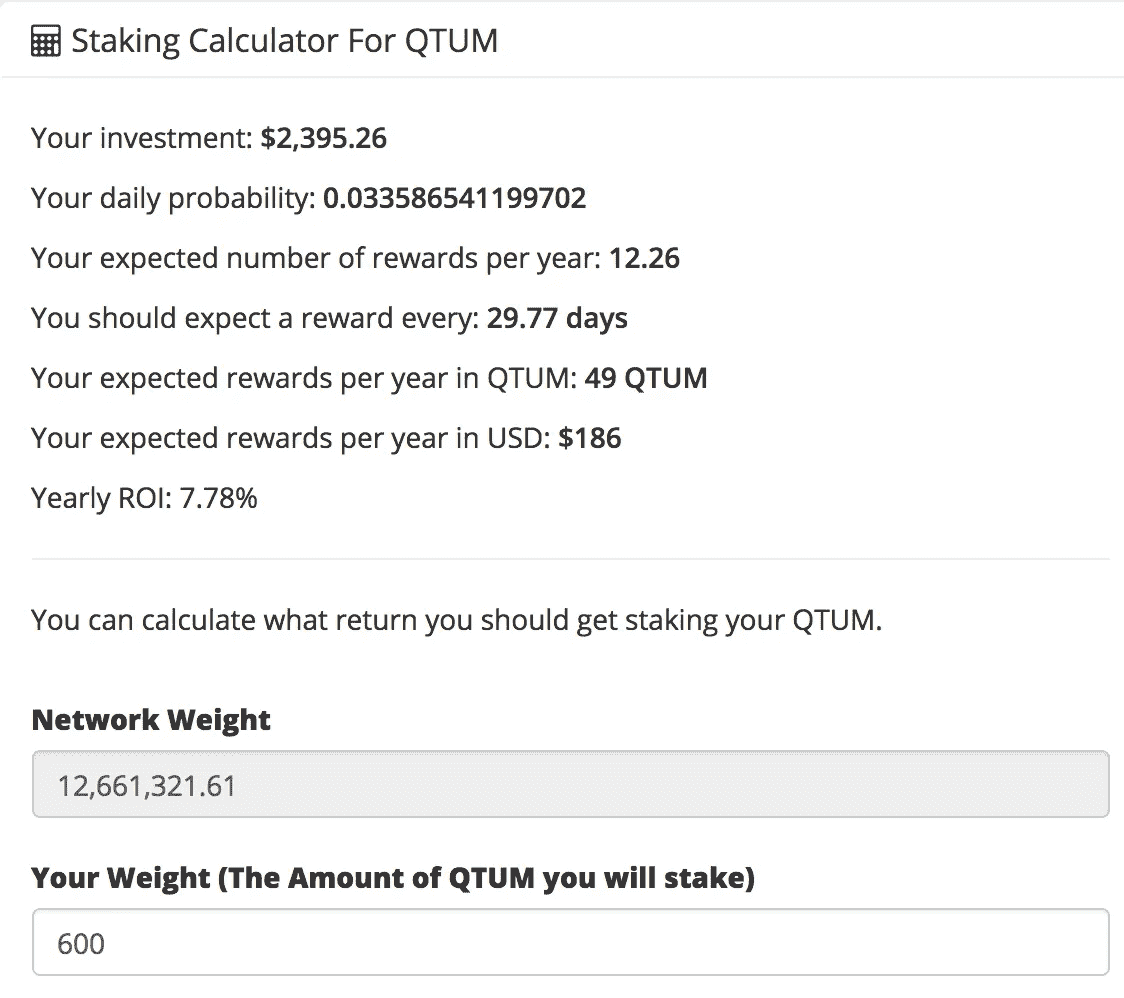 Staking Calculator For QTUM
Your investment: $2,395.26
Your daily probability: 0.033586541199702
Your expected number of rewards per year: 12.26
You should expect a reward every: 29.77 days
Your expected rewards per year in QTUM: 49 QTUM
Your expected rewards per year in USD: $186
Yearly ROI: 7.78%
You can calculate what return you should get staking your QTUM.
Network Weight
12,661,321.61
Your Weight (The Amount of QTUM you will stake)
600